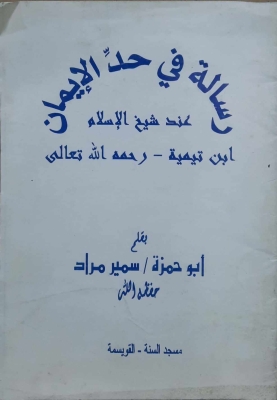 رسالة في حدِّ الإيمان
عند شيخ الإسلام
ابن تيمية - رحمه الله تعالى
بقلم
أبو حمزة / سمير مراد
حفظه الله
مسجد السنة - القويسمة